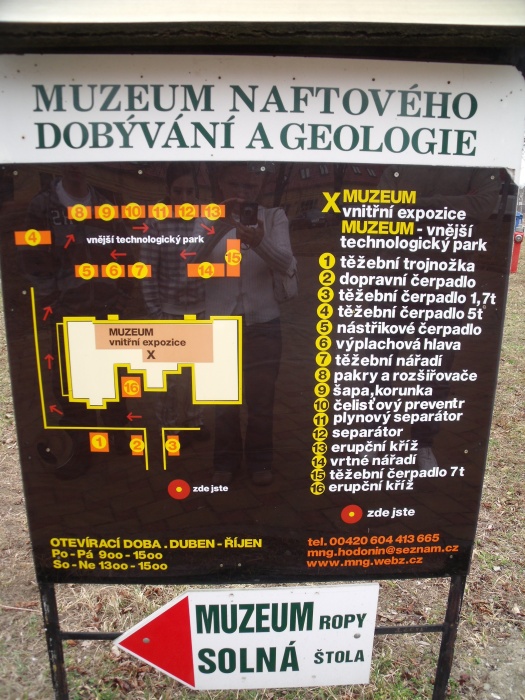 MUZEUM NAFTOVÉHO
DOBÝVÁNÍ A GEOLOGIE
8 9 10 11 12 13
4
vnější technologický park
15
5 6 7 14
MUZEUM
vnitřní expozice
X
16
1 2 3
zde jste
X MUZEUM
vnitřní expozice
MUZEUM - vnější
technologický park
1 těžební trojnožka
2 dopravní čerpadlo
3 těžební čerpadlo 1,7t
4 těžební čerpadlo 5t
5 nástřikové čerpadlo
6 výplachová hlava
7 těžební nářadí
8 pakry a rozšiřovače
9 šapa,korunka
10 čelisťový preventr
11 plynový separátor
12 separátor
13 erupční kříž
14 vrtné nářadí
15 těžební čerpadlo 7t
16 erupční kříž
zde jste
OTEVÍRACÍ DOBA . DUBEN - ŘÍJEN
Po - Pá 9oo - 15oo
So - Ne 13oo - 15oo
tel. 00420 604 413 665
mng.hodonin@seznam.cz
www.mng.webz.cz
MUZEUM ROPY
SOLNÁ ŠTOLA